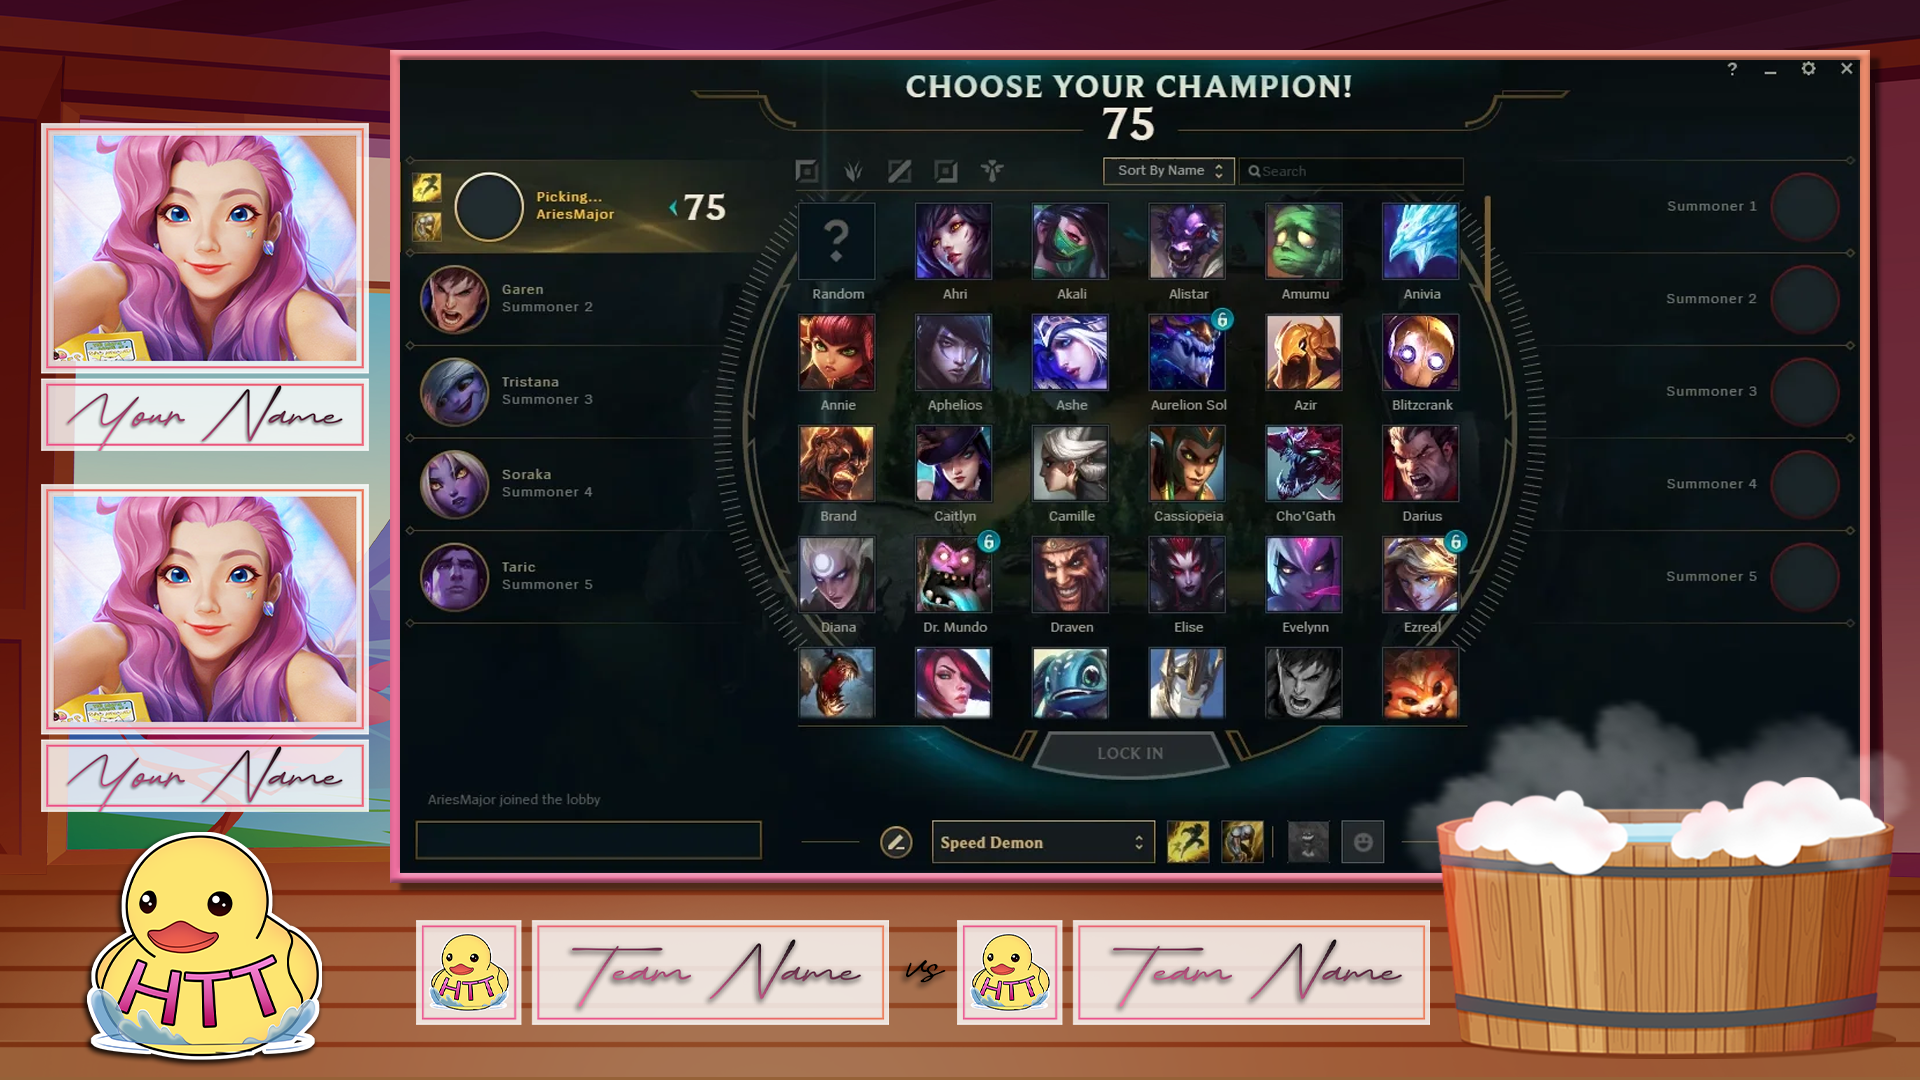 CHOOSE YOUR CHAMPION!
75
Sort By Name
Search
Picking...
AriesMajor
75
Garen
Summoner 2
Tristana
Summoner 3
Soraka
Summoner 4
Taric
Summoner 5
Random
Ahri
Akali
Alistar
Amumu
Anivia
Annie
Aphelios
Ashe
Aurelion Sol
Azir
Blitzcrank
Brand
Caitlyn
Camille
Cassiopeia
Cho'Gath
Darius
Diana
Dr. Mundo
Draven
Elise
Evelynn
Ezreal
LOCK IN
Summoner 1
Summoner 2
Summoner 3
Summoner 4
Summoner 5
AriesMajor joined the lobby
Speed Demon
Your Name
Your Name
HTT
HTT
Team Name
vs
HTT
Team Name